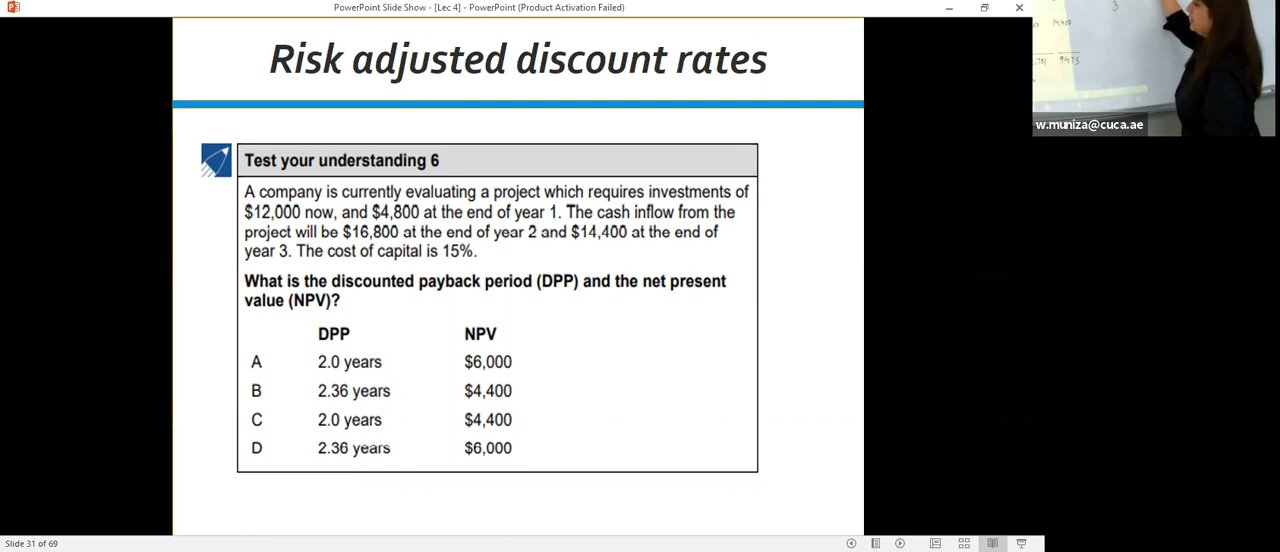 PowerPoint Slide Show - [Lec 4] - PowerPoint (Product Activation Failed)
Risk adjusted discount rates
3
9475
w.muniza@cuca.ae
Test your understanding 6
A company is currently evaluating a project which requires investments of
$12,000 now, and $4,800 at the end of year 1. The cash inflow from the
project will be $16,800 at the end of year 2 and $14,400 at the end of
year 3. The cost of capital is 15%.
What is the discounted payback period (DPP) and the net present
value (NPV)?
DPP NPV
A 2.0 years $6,000
B 2.36 years $4,400
C 2.0 years $4,400
D 2.36 years $6,000
Slide 31 of 69